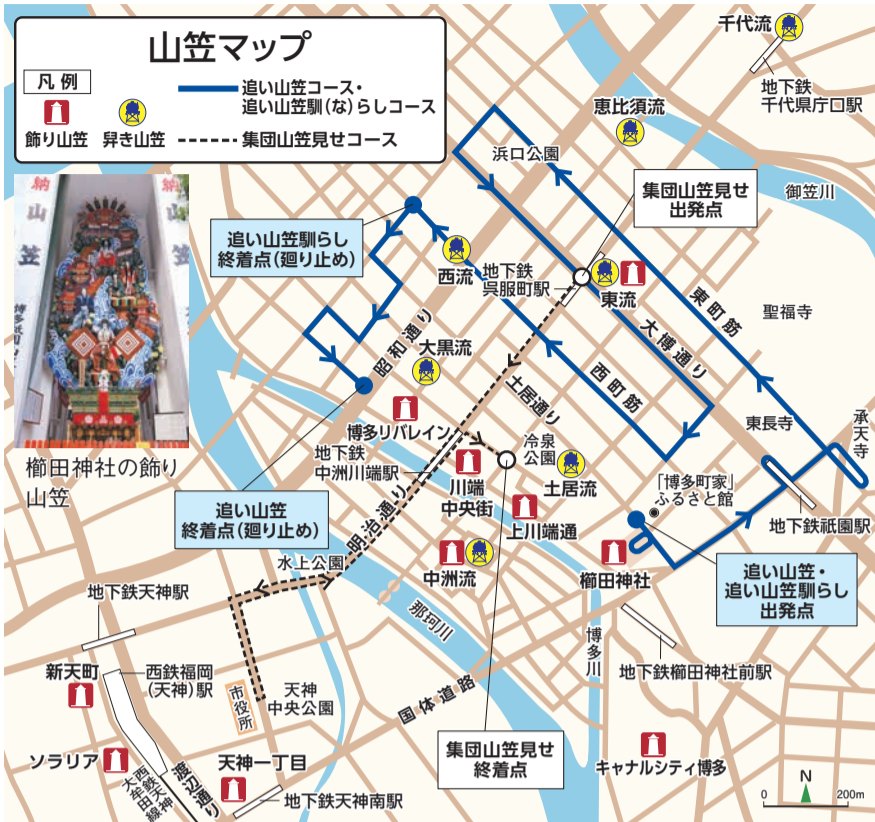 山笠マップ
凡例
飾り山笠
舁き山笠
追い山笠コース・
追い山笠馴(な)らしコース
集団山笠見せコース
千代流
地下鉄
千代県庁口駅
恵比須流
浜口公園
御笠川
集団山笠見せ
出発点
納
山
笠
納
山
笠
博多祇園
櫛田神社の飾り
山笠
追い山笠馴らし
終着点(廻り止め)
西流
地下鉄
呉服町駅
東流
東町筋
聖福寺
大博通り
昭和通り
大黒流
土居通り
西町筋
東長寺
承天寺
博多リバレイン
地下鉄
中洲川端駅
冷泉
公園
川端
中央街
土居流
「博多町家」
ふるさと館
地下鉄祇園駅
上川端通
追い山笠
終着点(廻り止め)
明治通り
水上公園
中洲流
櫛田神社
追い山笠・
追い山笠馴らし
出発点
地下鉄天神駅
那珂川
博多川
地下鉄櫛田神社前駅
新天町
西鉄福岡
(天神)駅
市役所
天神
中央公園
国体道路
集団山笠見せ
終着点
ソラリア
西鉄天神
大牟田線
渡辺通り
天神一丁目
地下鉄天神南駅
キャナルシティ博多
N
0
200m